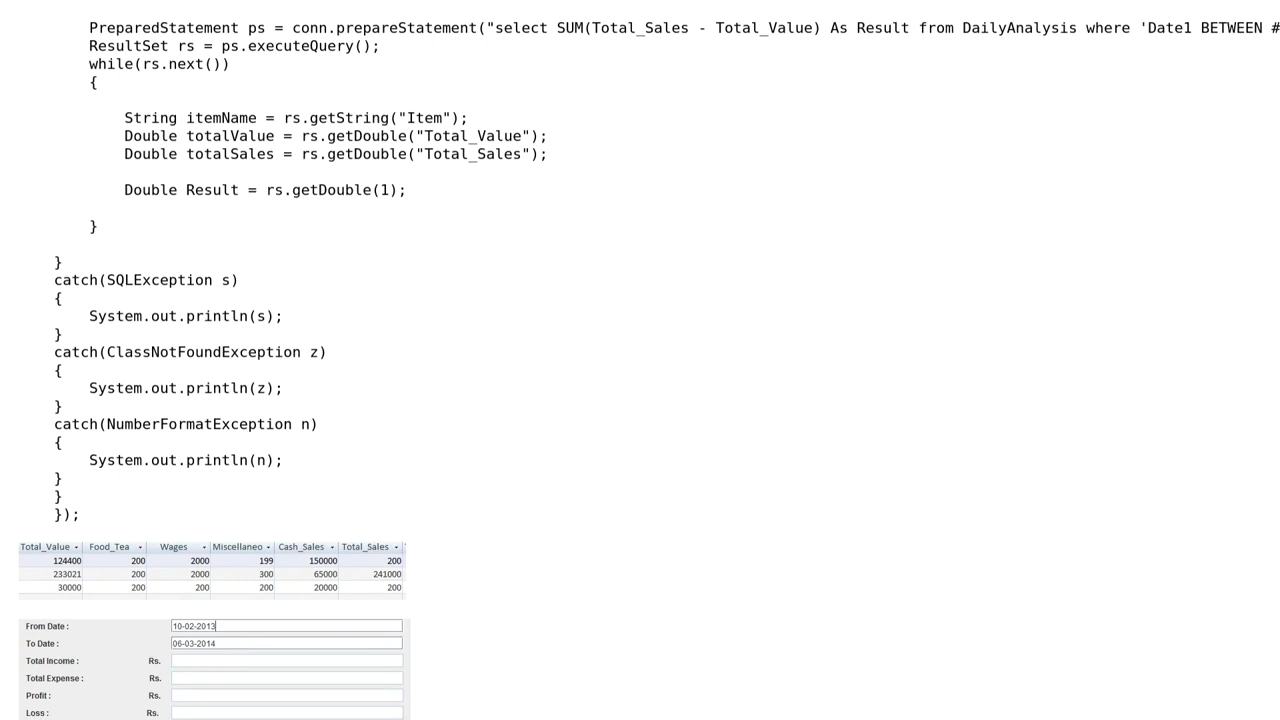 PreparedStatement ps = conn.prepareStatement("select SUM(Total_Sales - Total_Value) As Result from DailyAnalysis where 'Date1 BETWEEN #
ResultSet rs = ps.executeQuery();
while(rs.next())
{
String itemName = rs.getString("Item");
Double totalValue = rs.getDouble("Total_Value");
Double totalSales = rs.getDouble("Total_Sales");
Double Result = rs.getDouble(1);
}
}
catch(SQLException s)
{
System.out.println(s);
}
catch(ClassNotFoundException z)
{
System.out.println(z);
}
catch(NumberFormatException n)
{
System.out.println(n);
}
}
});
Total_Value Food_Tea Wages Miscellaneo Cash_Sales Total_Sales
124400 200 2000 199 150000 200
233021 200 2000 300 65000 241000
30000 200 200 200 20000 200
From Date : 10-02-2013
To Date : 06-03-2014
Total Income : Rs.
Total Expense : Rs.
Profit : Rs.
Loss : Rs.